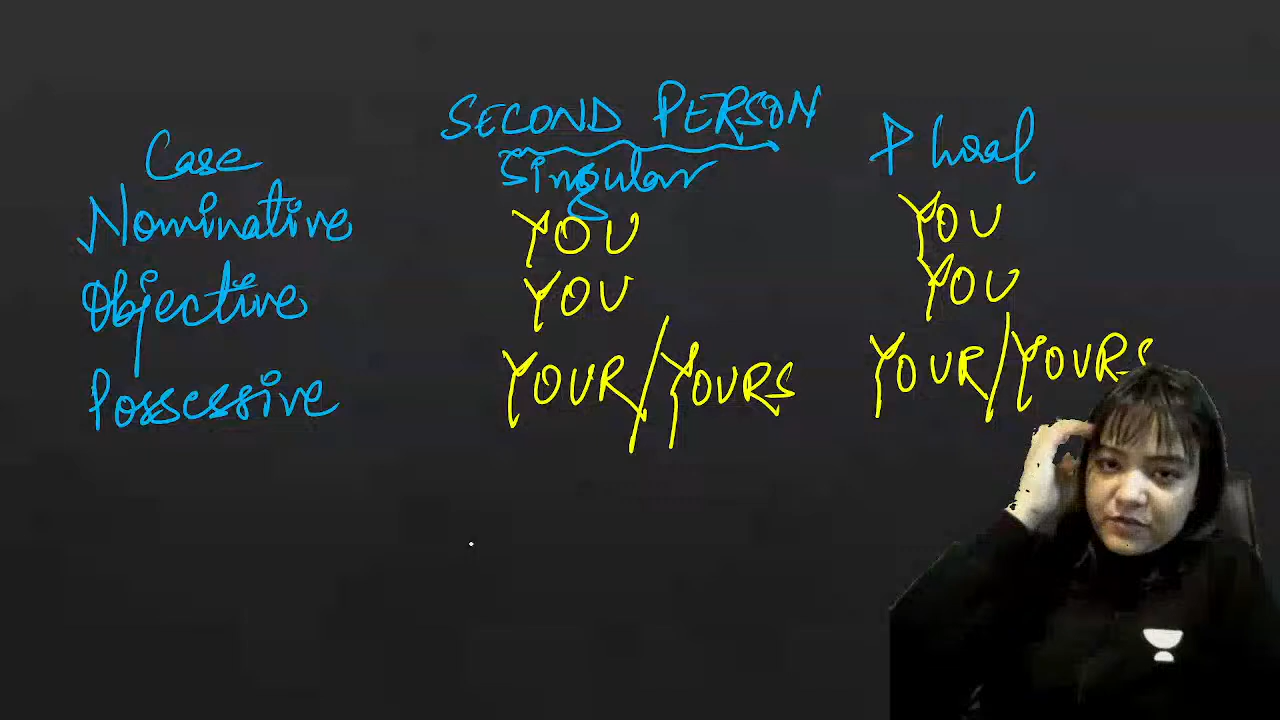 SECOND PERSON
Case Singular Plural
Nominative YOU YOU
Objective YOU YOU
Possessive YOUR/YOURS YOUR/YOURS